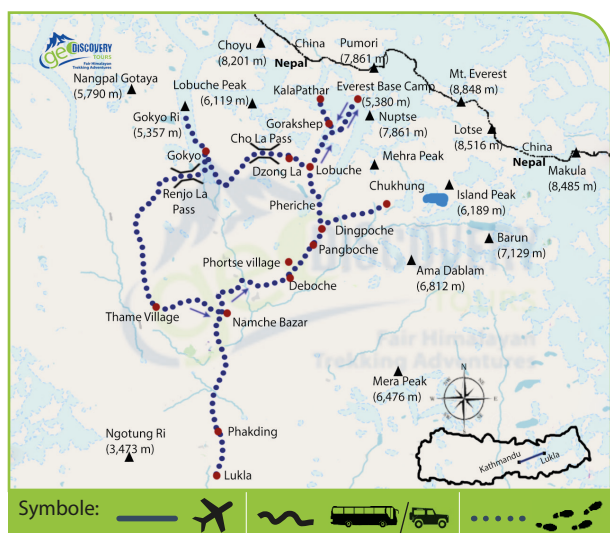 geo DISCOVERY
TOURS
Fair Himalayan
Trekking Adventures
Choyu
(8,201 m)
China
Nepal
Pumori
(7,861 m)
Mt. Everest
(8,848 m)
Nangpal Gotaya
(5,790 m)
Lobuche Peak
(6,119 m)
KalaPathar
Everest Base Camp
(5,380 m)
Gokyo Ri
(5,357 m)
Gorakshep
Nuptse
(7,861 m)
Lotse
(8,516 m)
China
Nepal
Makula
(8,485 m)
Cho La Pass
Gokyo
Dzong La
Lobuche
Mehra Peak
Renjo La
Pass
Chukhung
Island Peak
(6,189 m)
Pheriche
Dingpoche
Pangboche
Barun
(7,129 m)
Phortse village
Deboche
Ama Dablam
(6,812 m)
geo DISCOVERY
TOURS
Fair Himalayan
Trekking Adventures
Thame Village
Namche Bazar
Mera Peak
(6,476 m)
N
Phakding
Ngotung Ri
(3,473 m)
Lukla
Kathmandu
Lukla
Symbole: